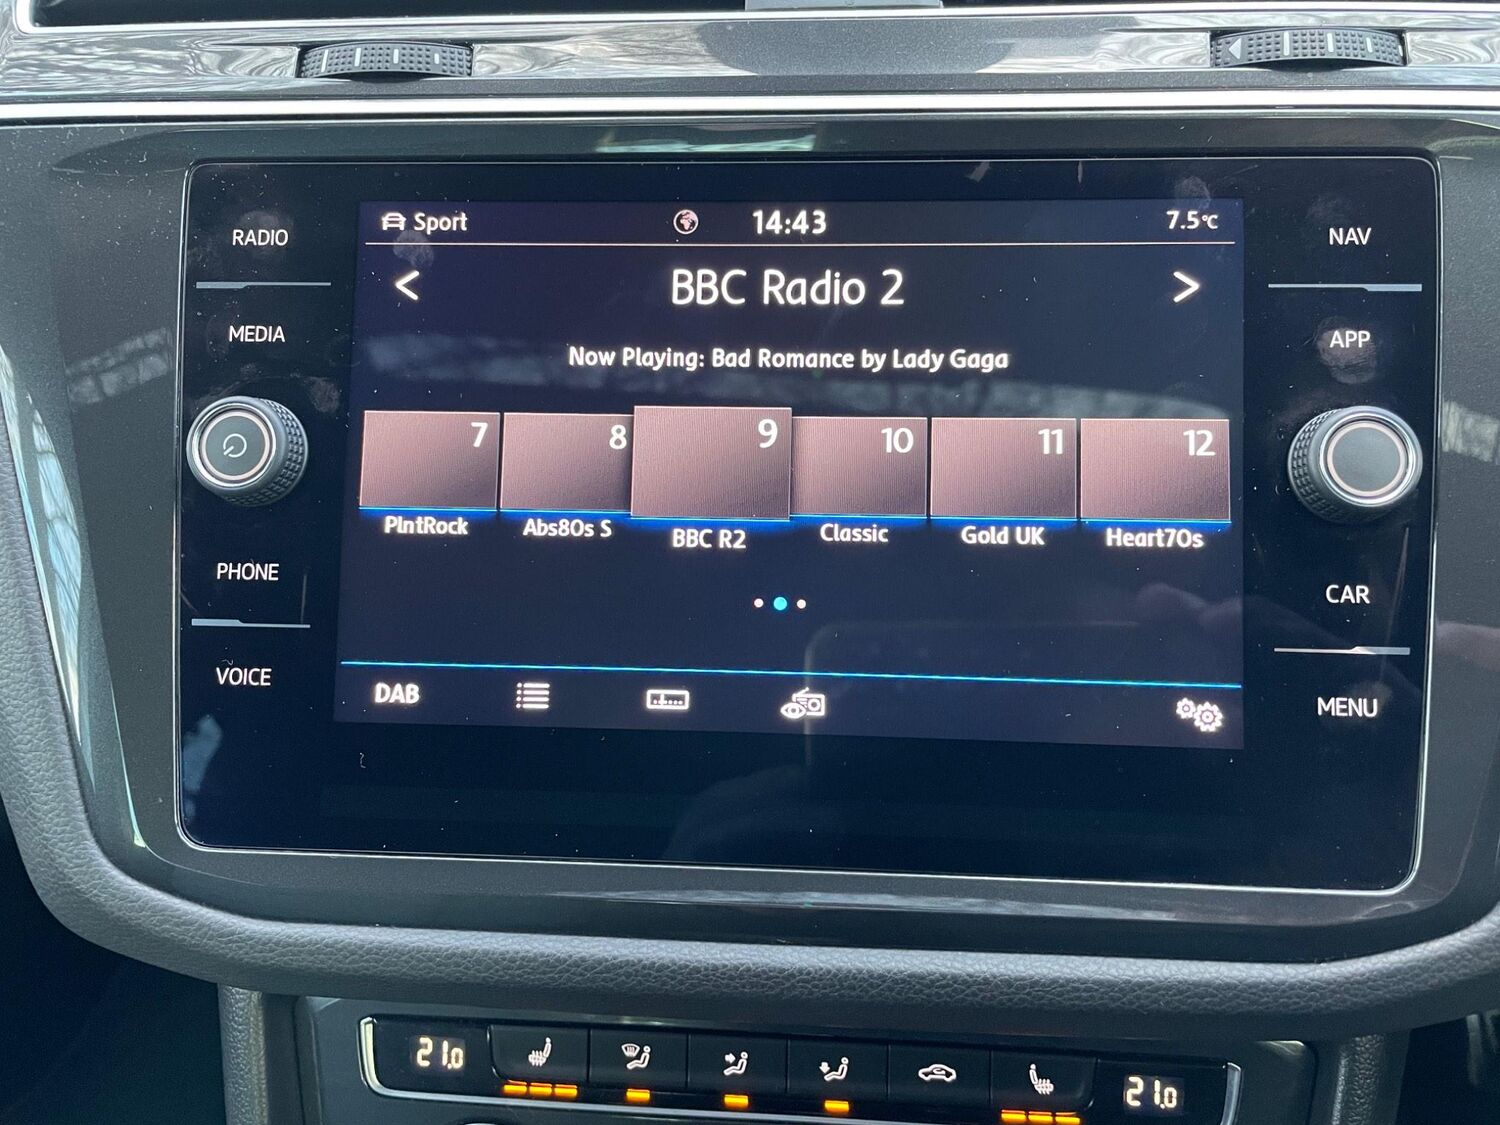 RADIO
MEDIA
PHONE
VOICE
Sport 14:43 7.5°C
< BBC Radio 2 >
Now Playing: Bad Romance by Lady Gaga
7 8 9 10 11 12
PlntRock Abs80s S BBC R2 Classic Gold UK Heart70s
DAB
NAV
APP
CAR
MENU
21.0 21.0